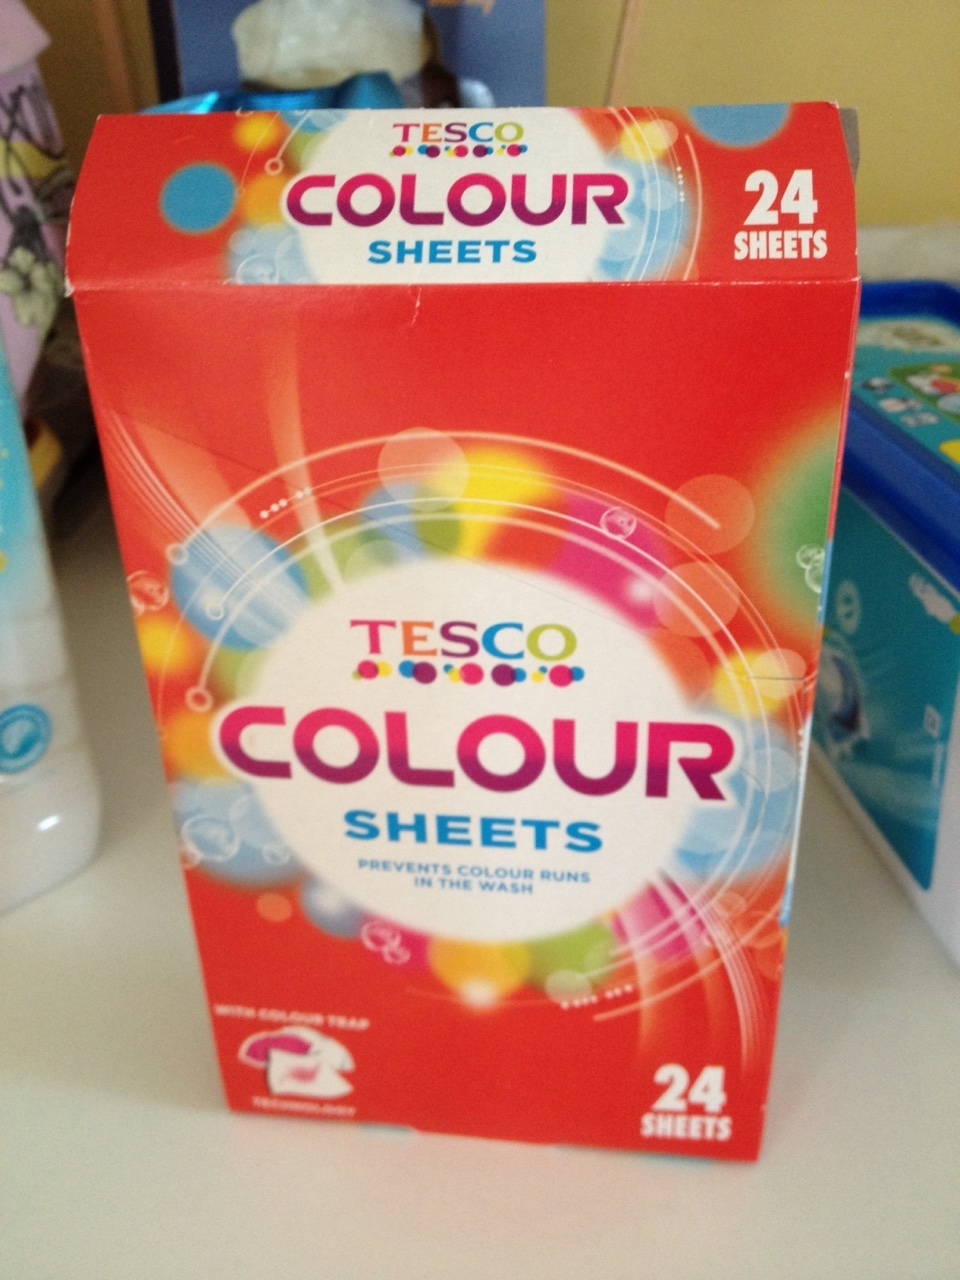 TESCO
COLOUR
SHEETS
24
SHEETS
TESCO
COLOUR
SHEETS
PREVENTS COLOUR RUNS
IN THE WASH
WITH COLOUR TRAP
TECHNOLOGY
24
SHEETS